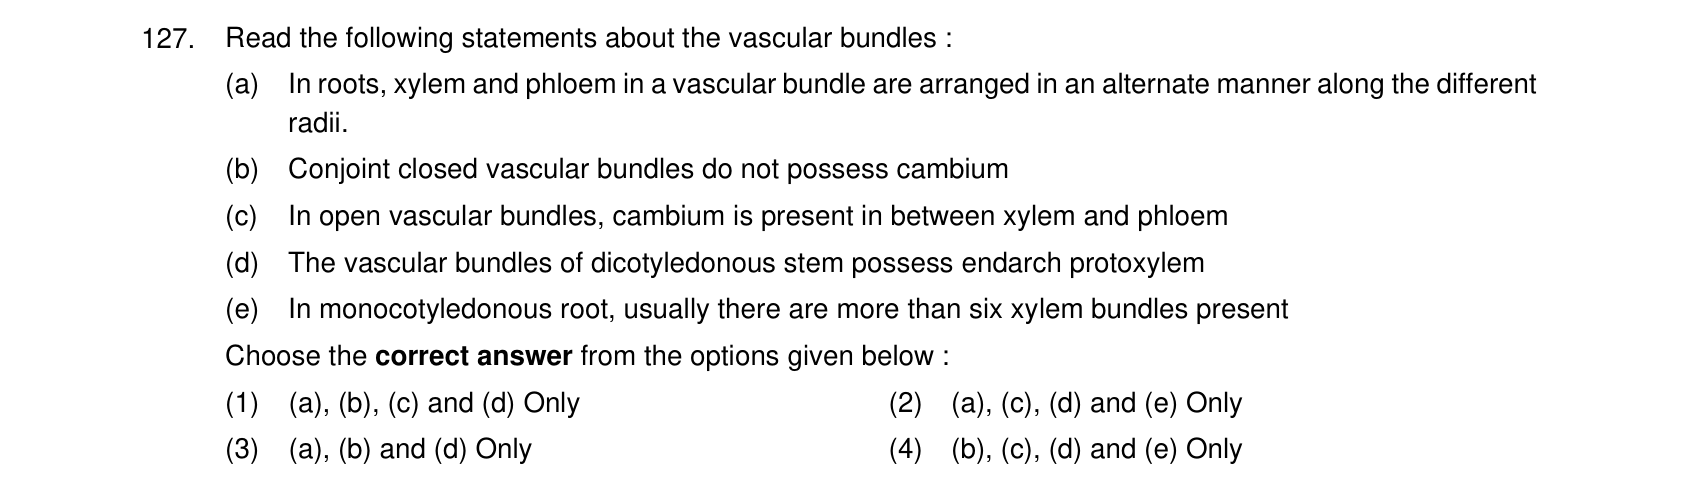 127. Read the following statements about the vascular bundles :
(a) In roots, xylem and phloem in a vascular bundle are arranged in an alternate manner along the different
radii.
(b) Conjoint closed vascular bundles do not possess cambium
(c) In open vascular bundles, cambium is present in between xylem and phloem
(d) The vascular bundles of dicotyledonous stem possess endarch protoxylem
(e) In monocotyledonous root, usually there are more than six xylem bundles present
Choose the correct answer from the options given below :
(1) (a), (b), (c) and (d) Only (2) (a), (c), (d) and (e) Only
(3) (a), (b) and (d) Only (4) (b), (c), (d) and (e) Only